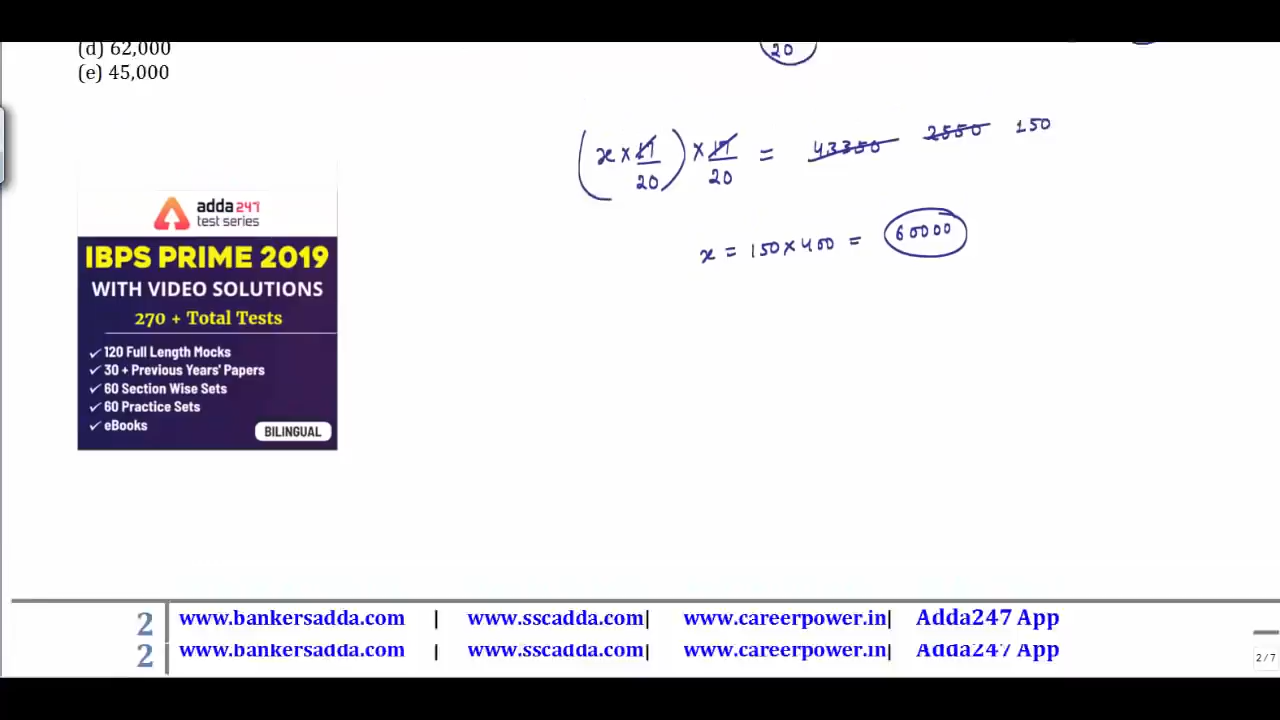 (d) 62,000
20
(e) 45,000
(x × 17/20) × 17/20 = 43350 2550 150
x = 150 × 400 = 60000
adda247
test series
IBPS PRIME 2019
WITH VIDEO SOLUTIONS
270 + Total Tests
✓ 120 Full Length Mocks
✓ 30 + Previous Years' Papers
✓ 60 Section Wise Sets
✓ 60 Practice Sets
✓ eBooks
BILINGUAL
2 www.bankersadda.com | www.sscadda.com| www.careerpower.in| Adda247 App
2 www.bankersadda.com | www.sscadda.com| www.careerpower.in| Adda247 App
2/7